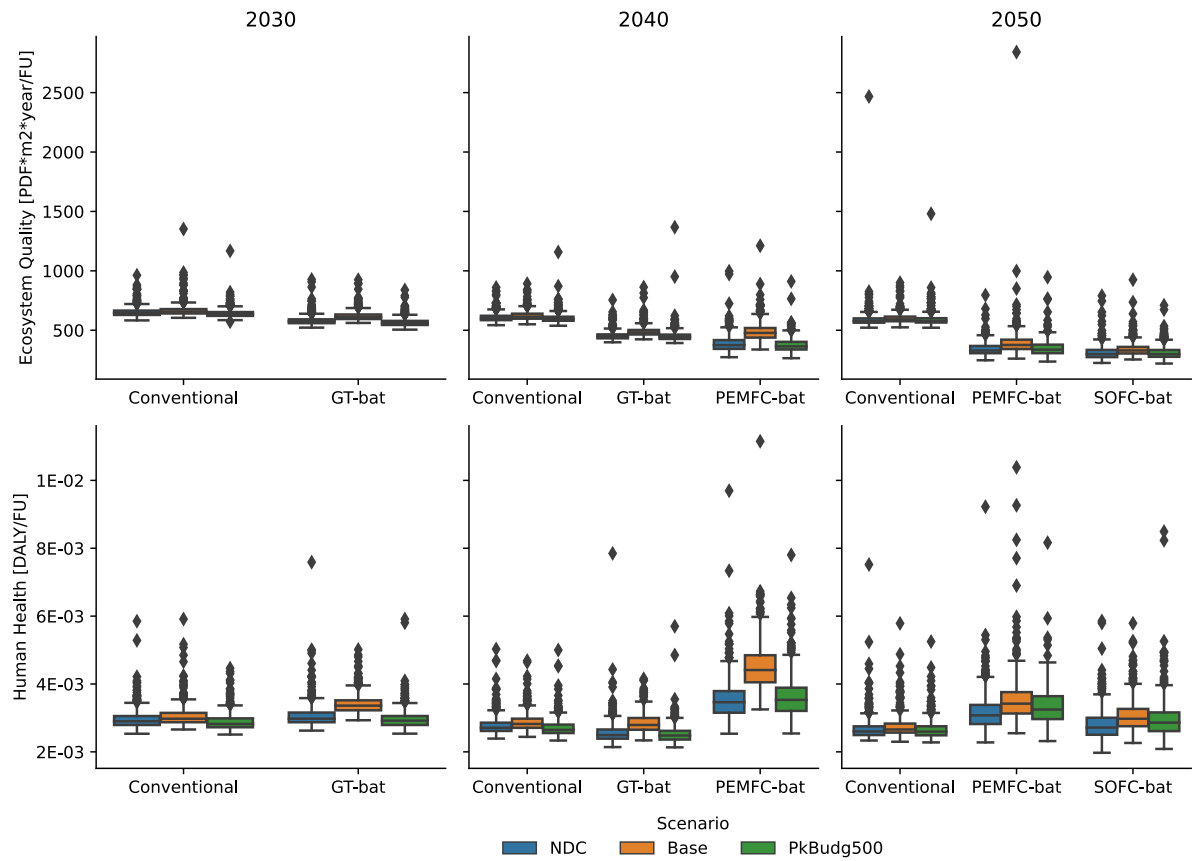 2030
2040
2050
Ecosystem Quality [PDF*m2*year/FU]
2500
2000
1500
1000
500
Conventional
GT-bat
Conventional
GT-bat
PEMFC-bat
Conventional
PEMFC-bat
SOFC-bat
Human Health [DALY/FU]
1E-02
8E-03
6E-03
4E-03
2E-03
Conventional
GT-bat
Conventional
GT-bat
PEMFC-bat
Conventional
PEMFC-bat
SOFC-bat
Scenario
NDC
Base
PkBudg500